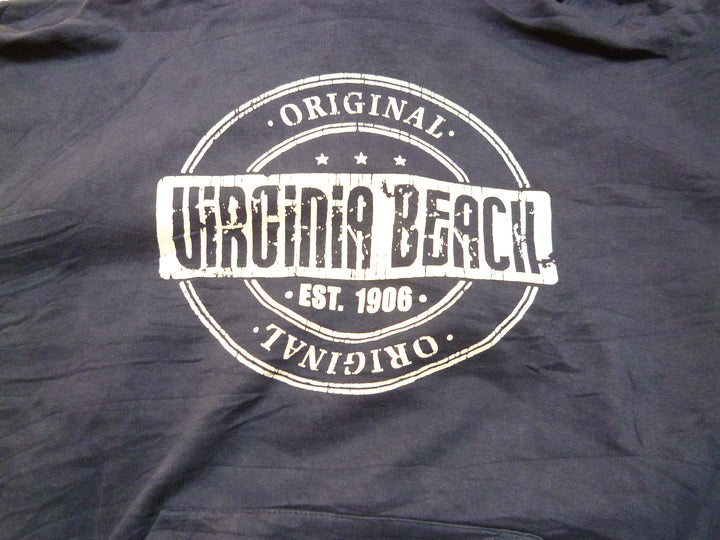 · ORIGINAL ·
VIRGINIA BEACH
· EST. 1906 ·
· ORIGINAL ·